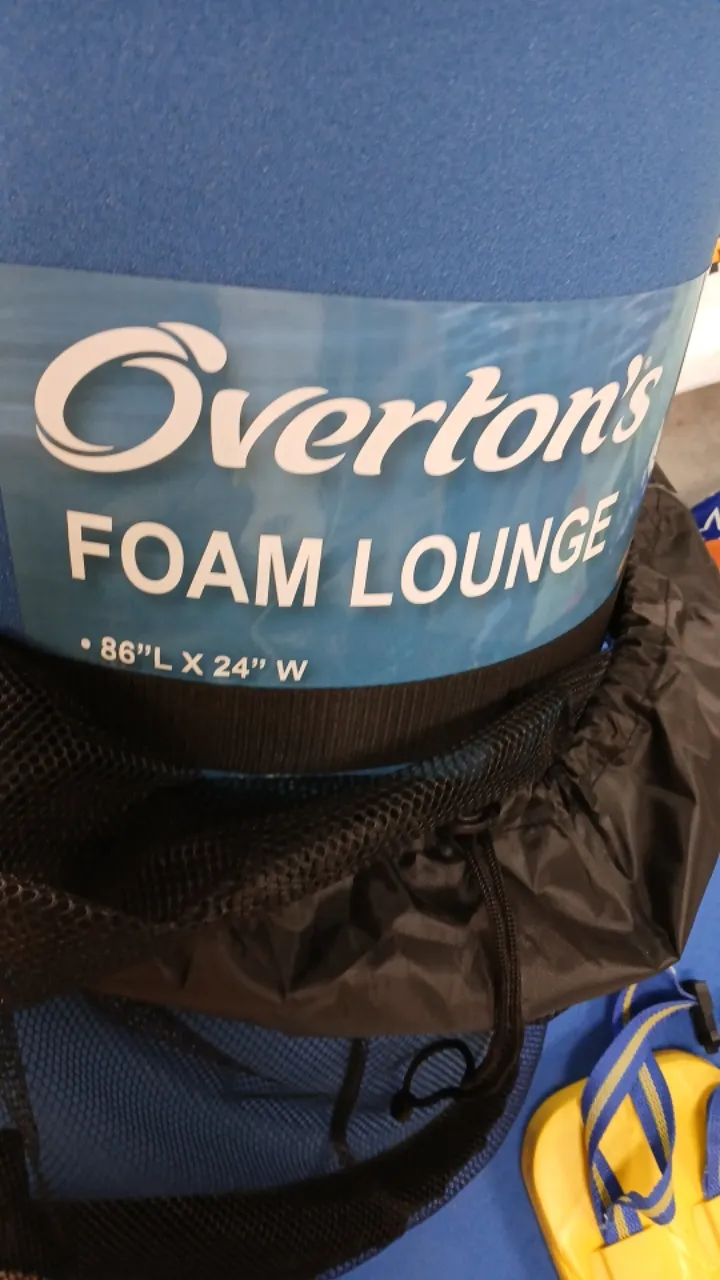 Overton's
FOAM LOUNGE
• 86”L X 24” W